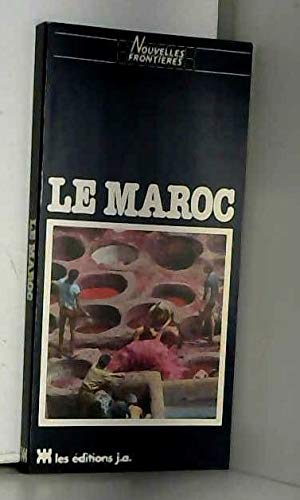 NOUVELLES
FRONTIÈRES
LE MAROC
LE MAROC
les éditions j.a.